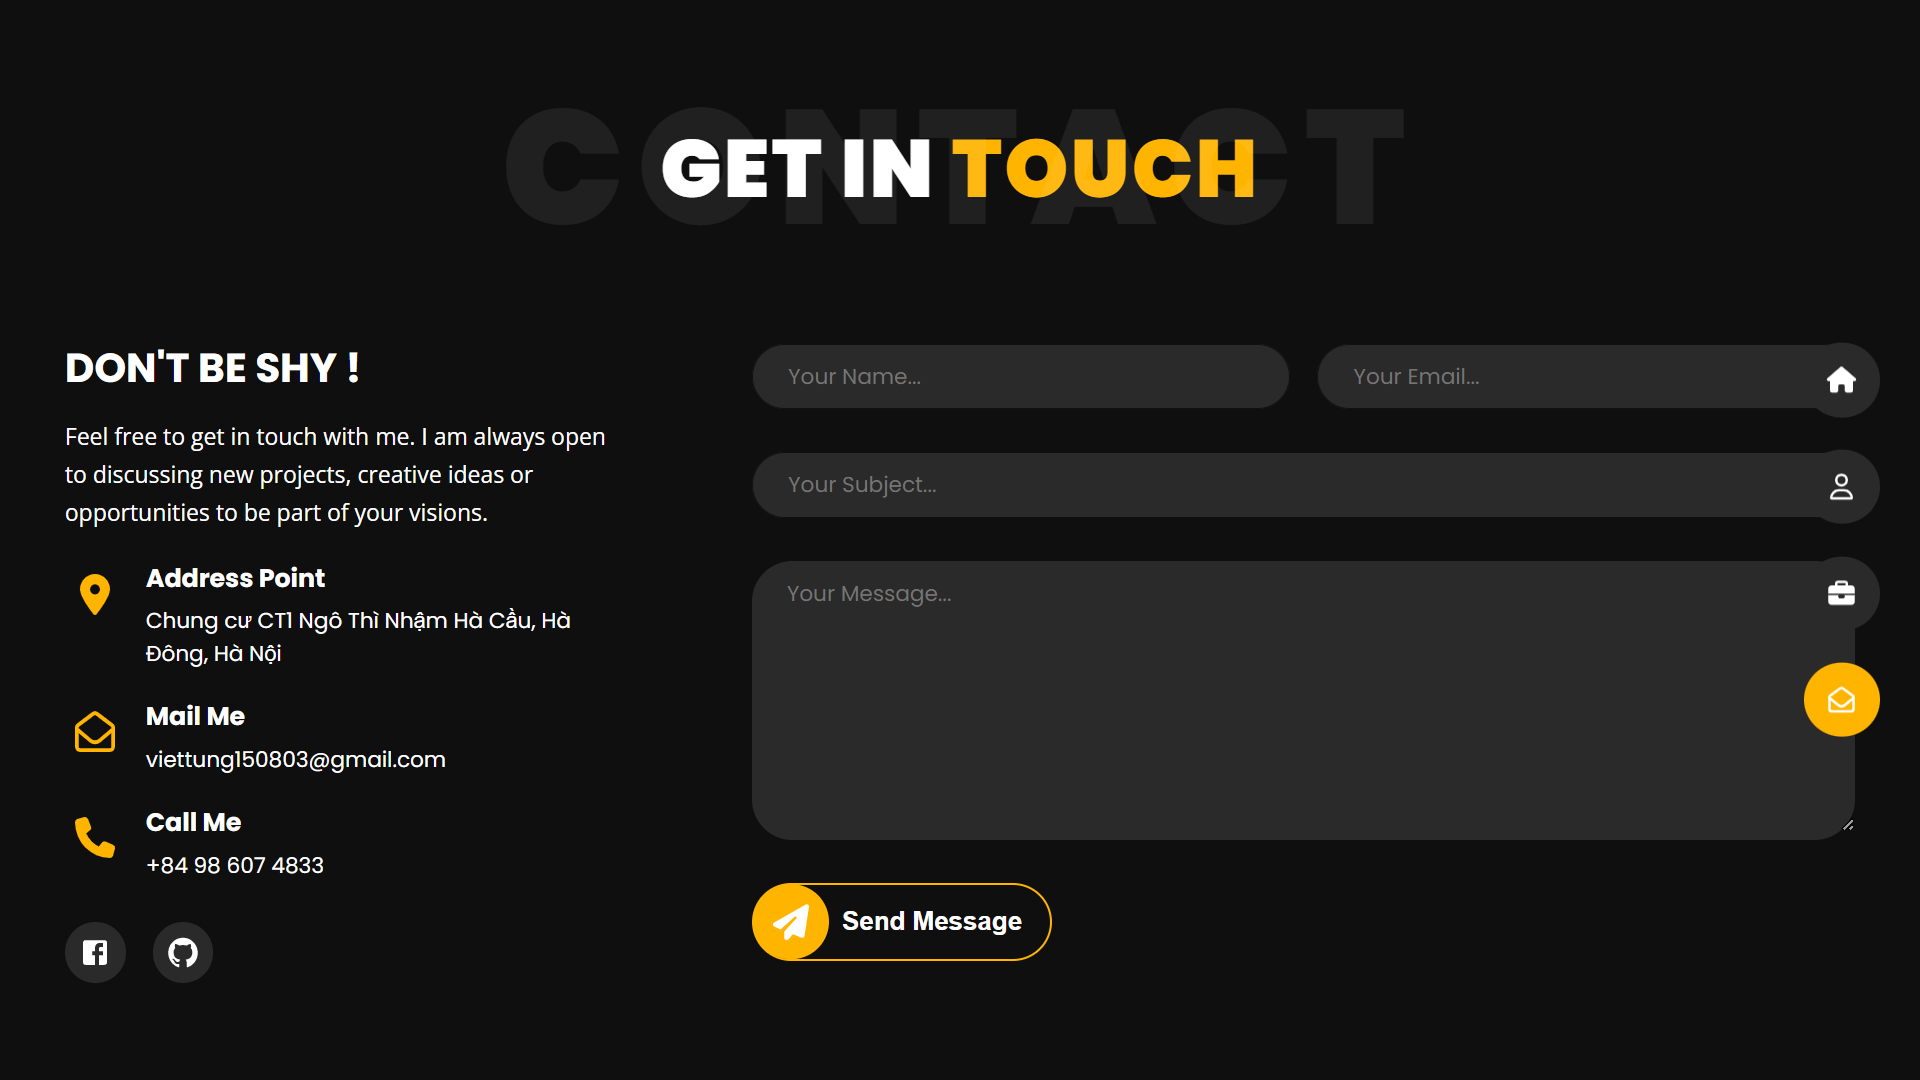 CONTACT
GET IN TOUCH
DON'T BE SHY !
Feel free to get in touch with me. I am always open
to discussing new projects, creative ideas or
opportunities to be part of your visions.
Address Point
Chung cư CT1 Ngô Thì Nhậm Hà Cầu, Hà
Đông, Hà Nội
Mail Me
viettung150803@gmail.com
Call Me
+84 98 607 4833
Your Name...
Your Email...
Your Subject...
Your Message...
Send Message